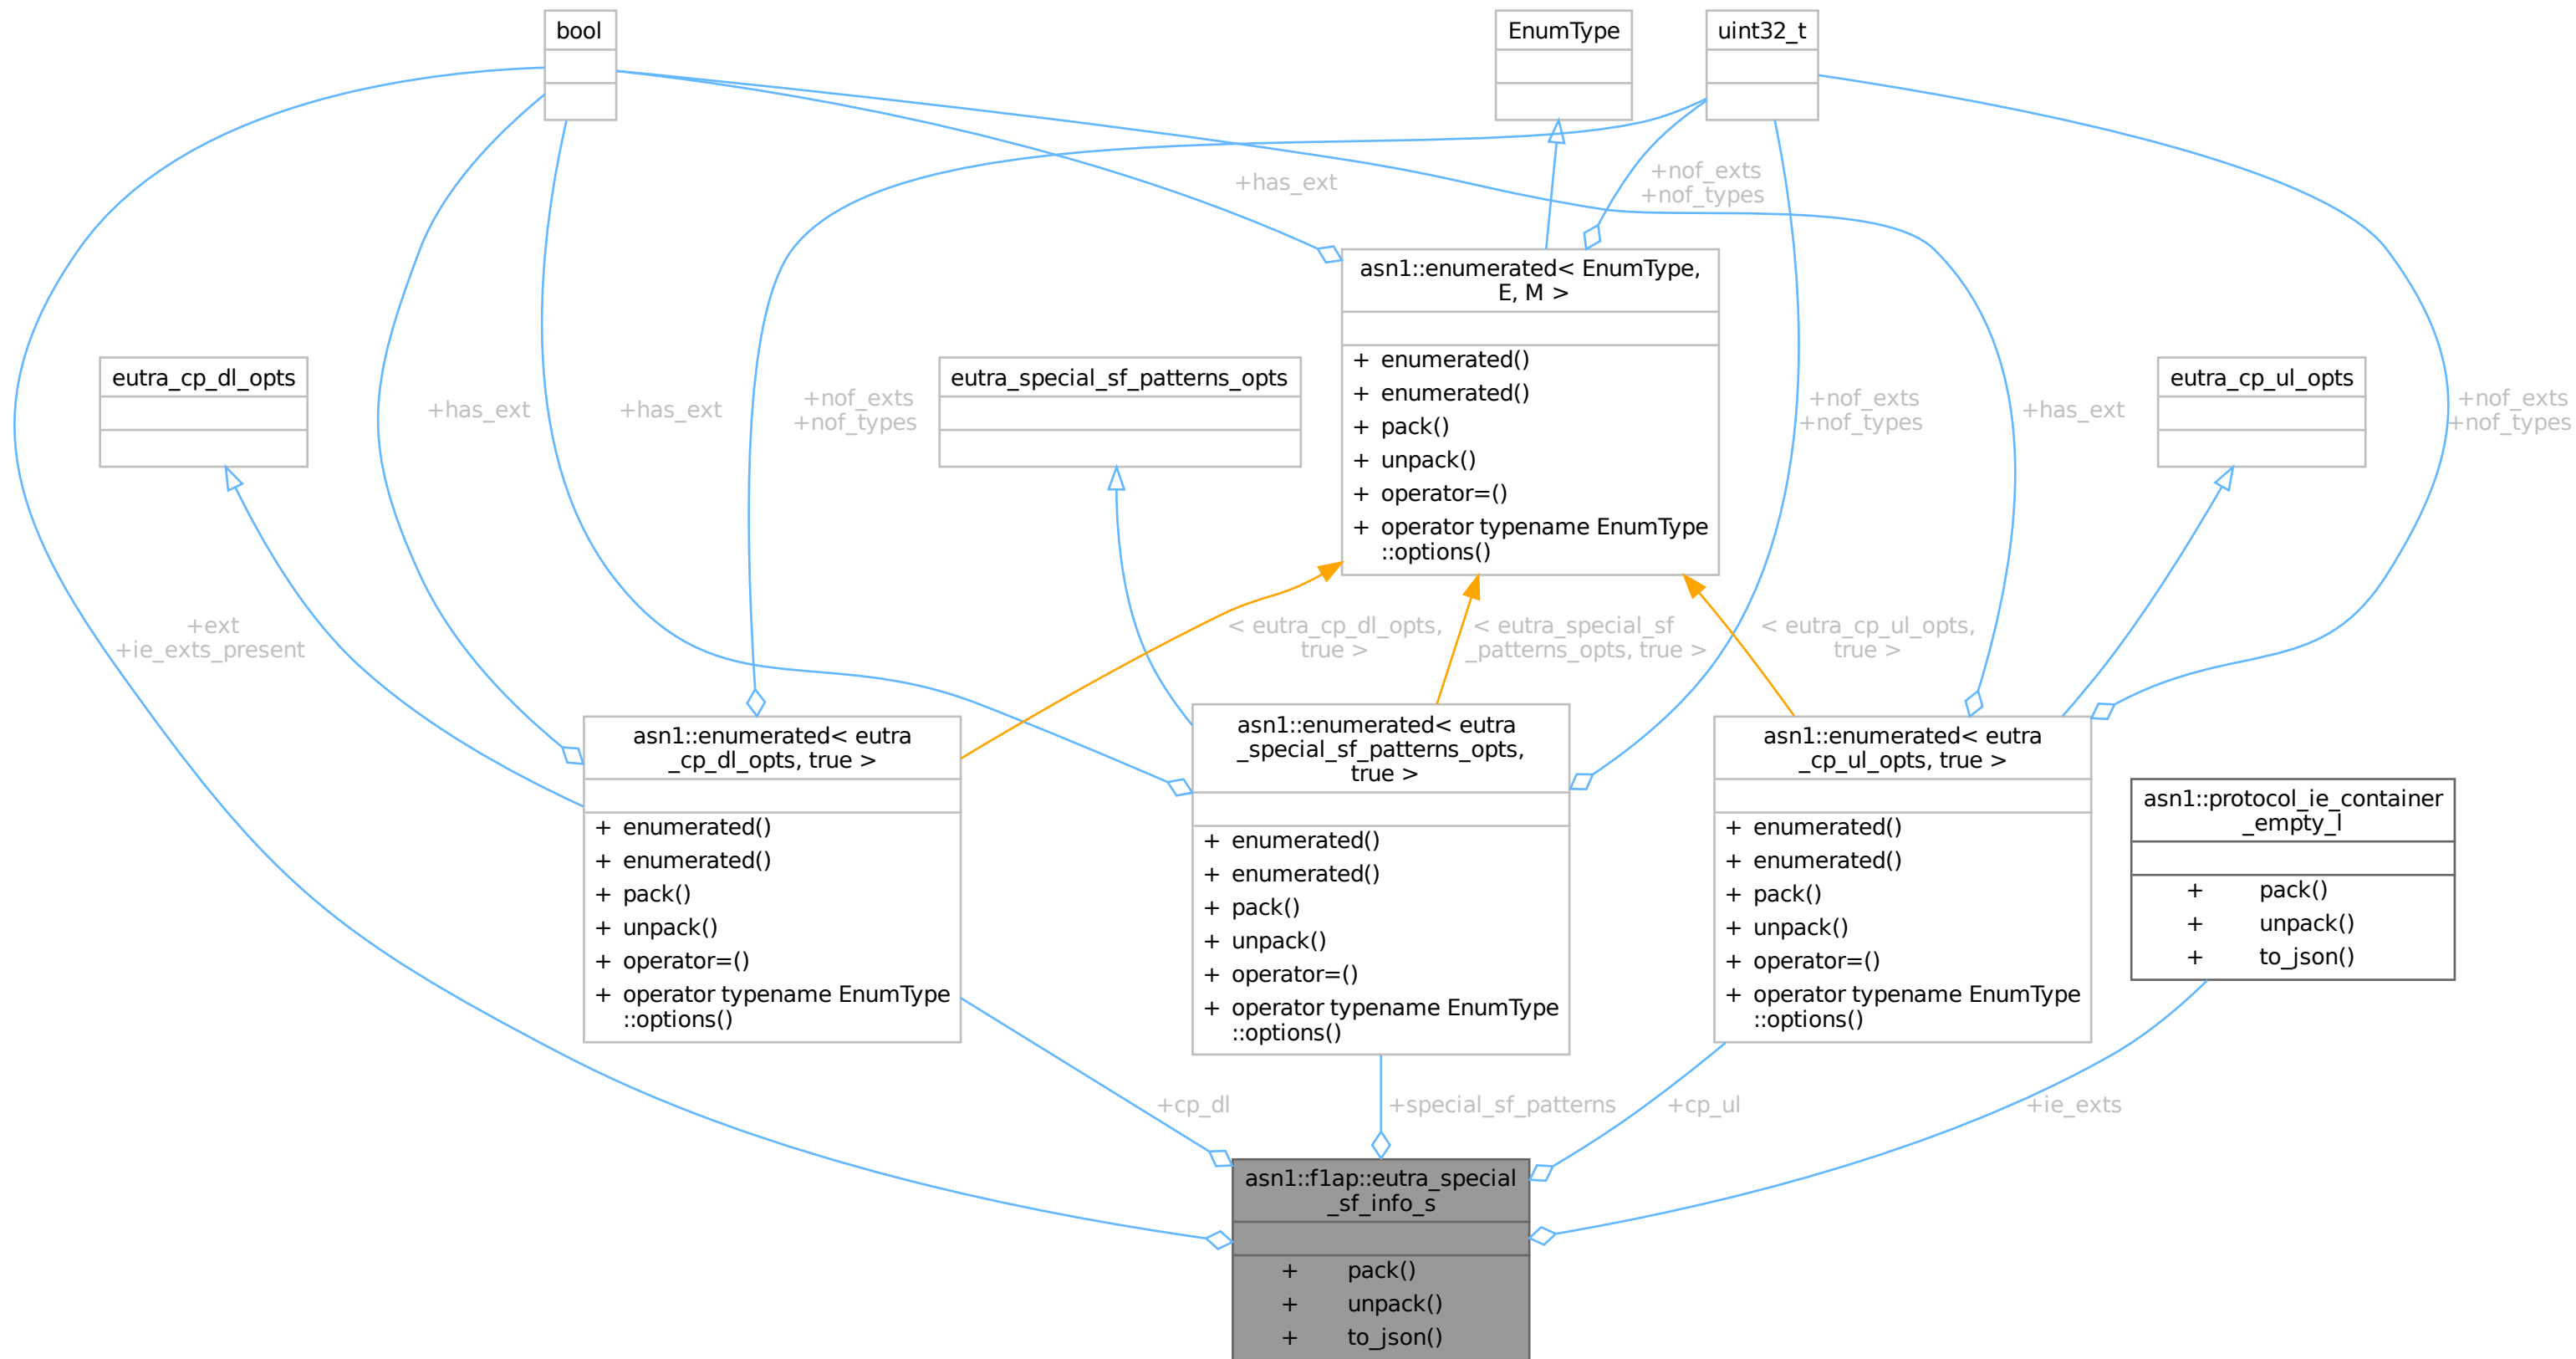 bool
EnumType
uint32_t
+has_ext
+nof_exts
+nof_types
asn1::enumerated< EnumType,
E, M >
+ enumerated()
+ enumerated()
+ pack()
+ unpack()
+ operator=()
+ operator typename EnumType
::options()
eutra_cp_dl_opts
+has_ext
+has_ext
+nof_exts
+nof_types
eutra_special_sf_patterns_opts
+nof_exts
+nof_types
+has_ext
eutra_cp_ul_opts
+nof_exts
+nof_types
+ext
+ie_exts_present
< eutra_cp_dl_opts,
true >
< eutra_special_sf
_patterns_opts, true >
< eutra_cp_ul_opts,
true >
asn1::enumerated< eutra
_cp_dl_opts, true >
+ enumerated()
+ enumerated()
+ pack()
+ unpack()
+ operator=()
+ operator typename EnumType
::options()
asn1::enumerated< eutra
_special_sf_patterns_opts,
true >
+ enumerated()
+ enumerated()
+ pack()
+ unpack()
+ operator=()
+ operator typename EnumType
::options()
asn1::enumerated< eutra
_cp_ul_opts, true >
+ enumerated()
+ enumerated()
+ pack()
+ unpack()
+ operator=()
+ operator typename EnumType
::options()
asn1::protocol_ie_container
_empty_l
+ pack()
+ unpack()
+ to_json()
+cp_dl
+special_sf_patterns
+cp_ul
+ie_exts
asn1::f1ap::eutra_special
_sf_info_s
+ pack()
+ unpack()
+ to_json()